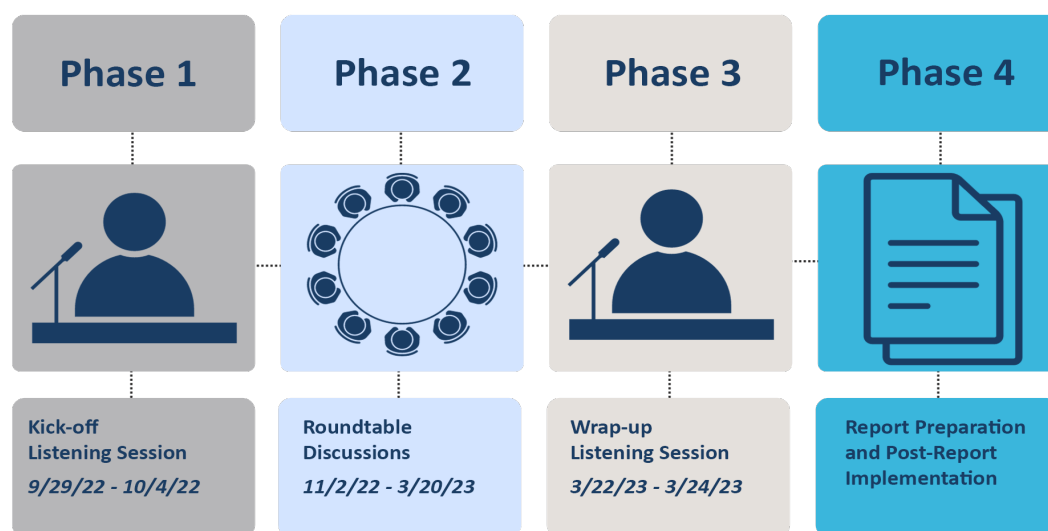 Phase 1
Phase 2
Phase 3
Phase 4
Kick-off
Listening Session
9/29/22 - 10/4/22
Roundtable
Discussions
11/2/22 - 3/20/23
Wrap-up
Listening Session
3/22/23 - 3/24/23
Report Preparation
and Post-Report
Implementation